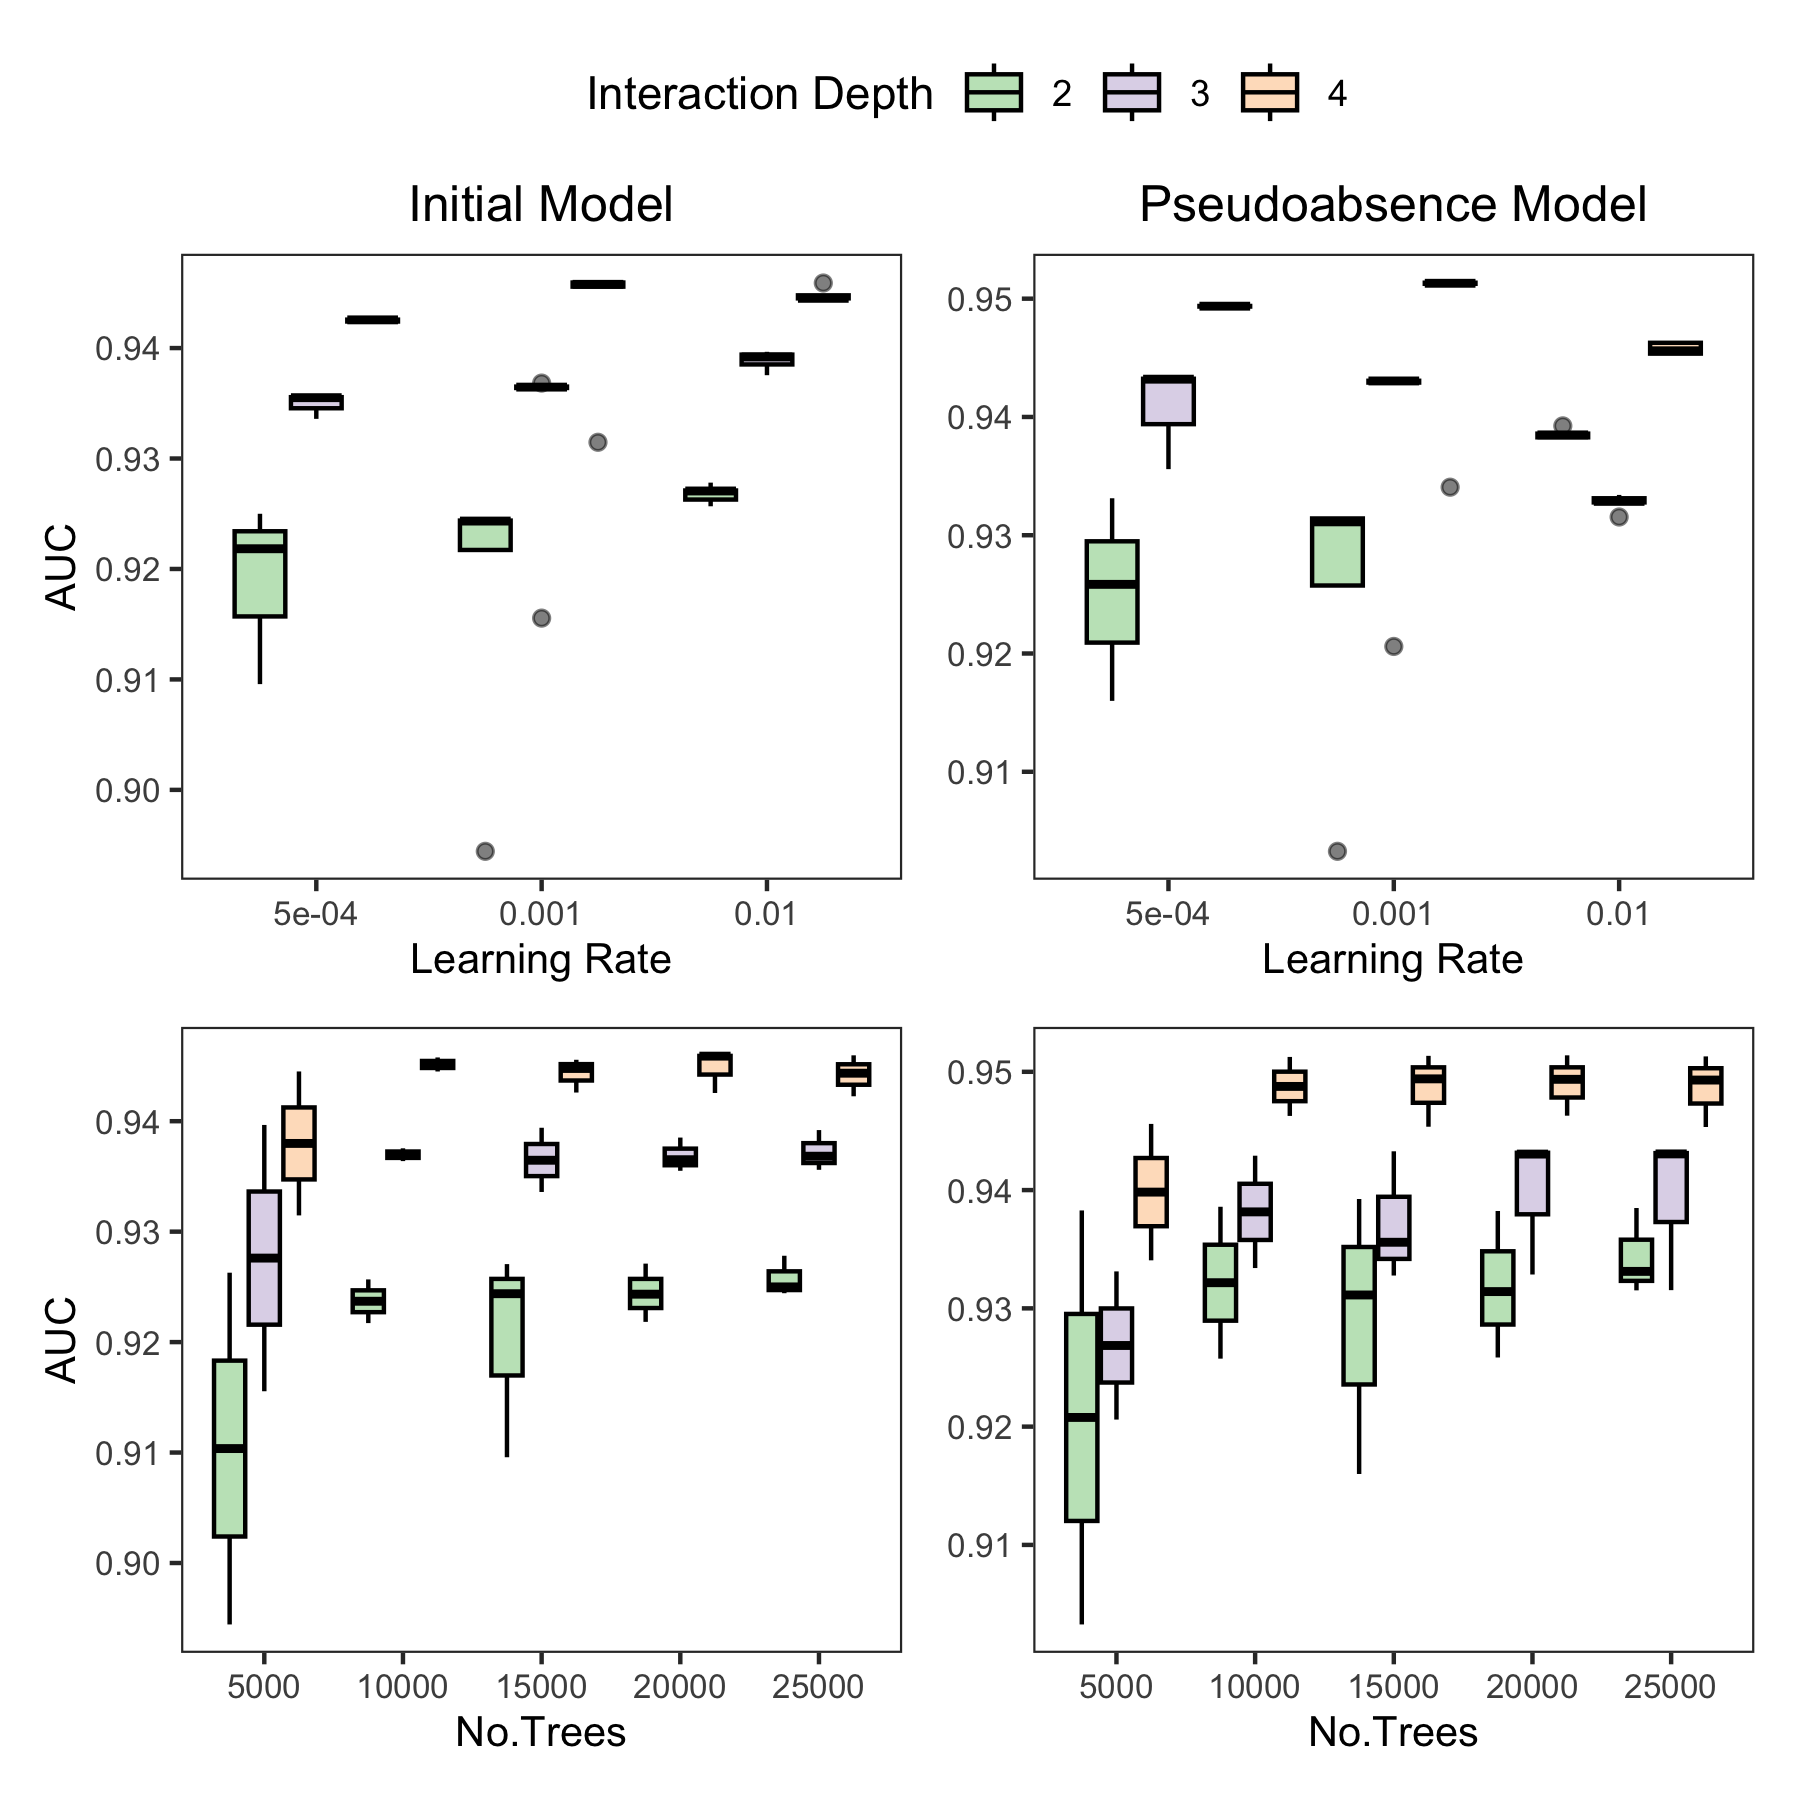 Interaction Depth 2 3 4
Initial Model
Pseudoabsence Model
AUC
0.94
0.93
0.92
0.91
0.90
5e-04 0.001 0.01
Learning Rate
0.95
0.94
0.93
0.92
0.91
5e-04 0.001 0.01
Learning Rate
AUC
0.94
0.93
0.92
0.91
0.90
5000 10000 15000 20000 25000
No.Trees
0.95
0.94
0.93
0.92
0.91
5000 10000 15000 20000 25000
No.Trees